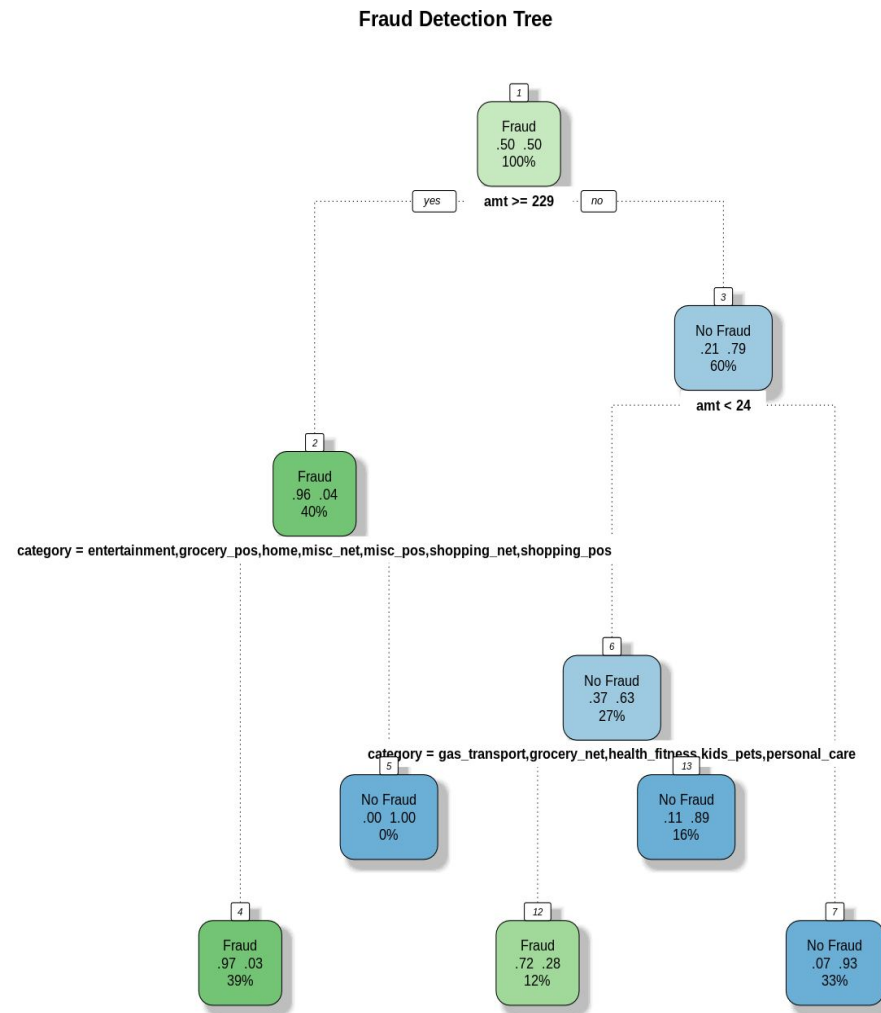 Fraud Detection Tree
1
Fraud
.50 .50
100%
yes
amt >= 229
no
3
No Fraud
.21 .79
60%
amt < 24
2
Fraud
.96 .04
40%
category = entertainment,grocery_pos,home,misc_net,misc_pos,shopping_net,shopping_pos
6
No Fraud
.37 .63
27%
category = gas_transport,grocery_net,health_fitness,kids_pets,personal_care
5
No Fraud
.00 1.00
0%
13
No Fraud
.11 .89
16%
4
Fraud
.97 .03
39%
12
Fraud
.72 .28
12%
7
No Fraud
.07 .93
33%